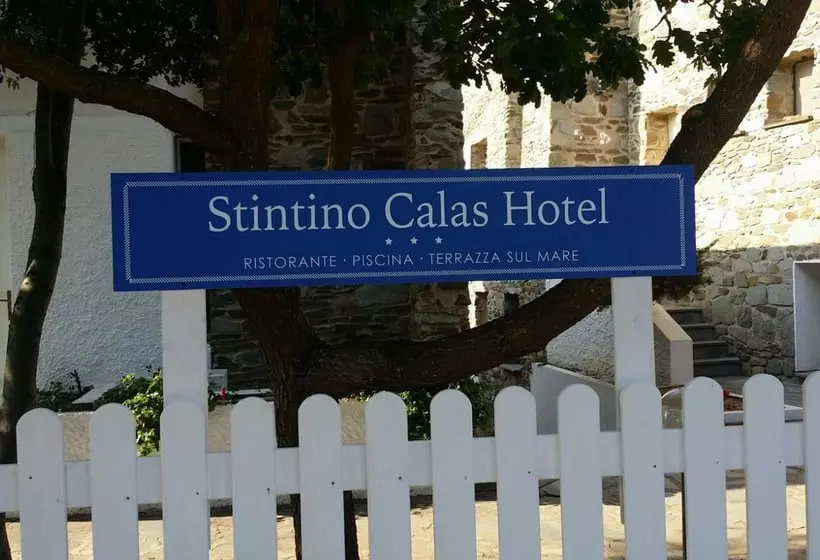 Stintino Calas Hotel
★ ★ ★
RISTORANTE · PISCINA · TERRAZZA SUL MARE